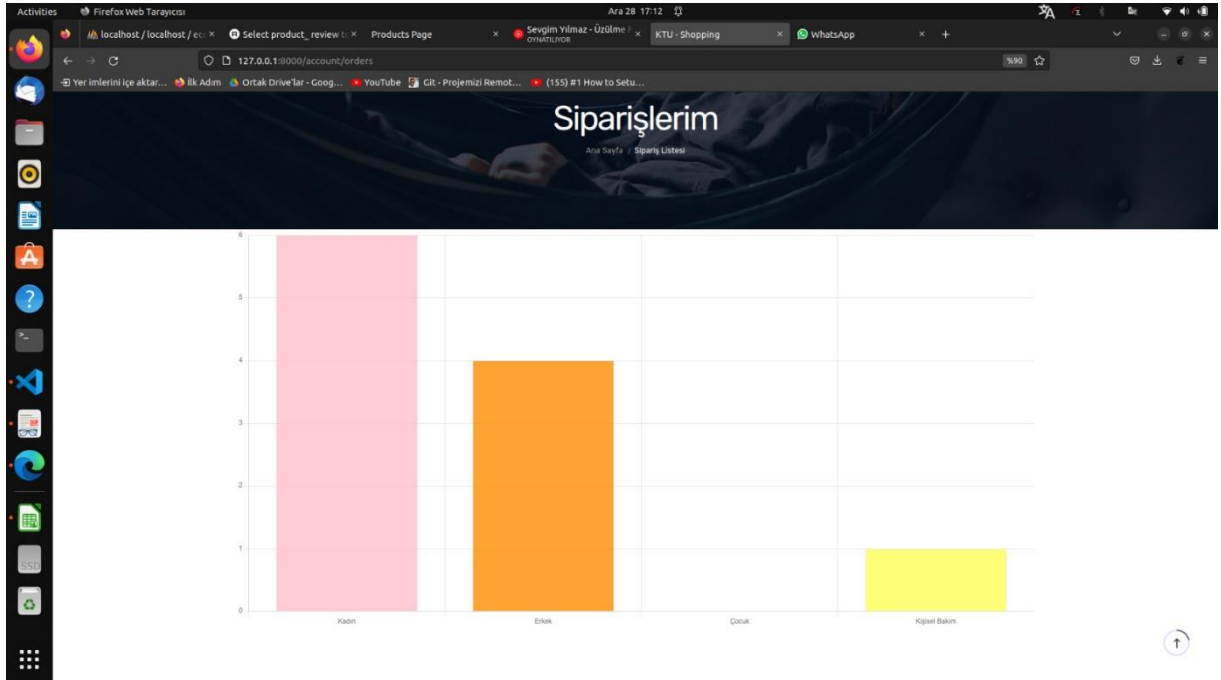 Activities Firefox Web Tarayıcısı Ara 28 17:12
localhost / localhost / ec Select product_ review to Products Page Sevgim Yılmaz - Üzülme KTU - Shopping WhatsApp
OYNATILIYOR
127.0.0.1:8000/account/orders %90
Yer imlerini içe aktar... İlk Adım Ortak Drive'lar - Goog... YouTube Git - Projemizi Remot... (155) #1 How to Setu...
Siparişlerim
Ana Sayfa / Sipariş Listesi
6
5
4
3
2
1
0
Kadın Erkek Çocuk Kişisel Bakım
SSD